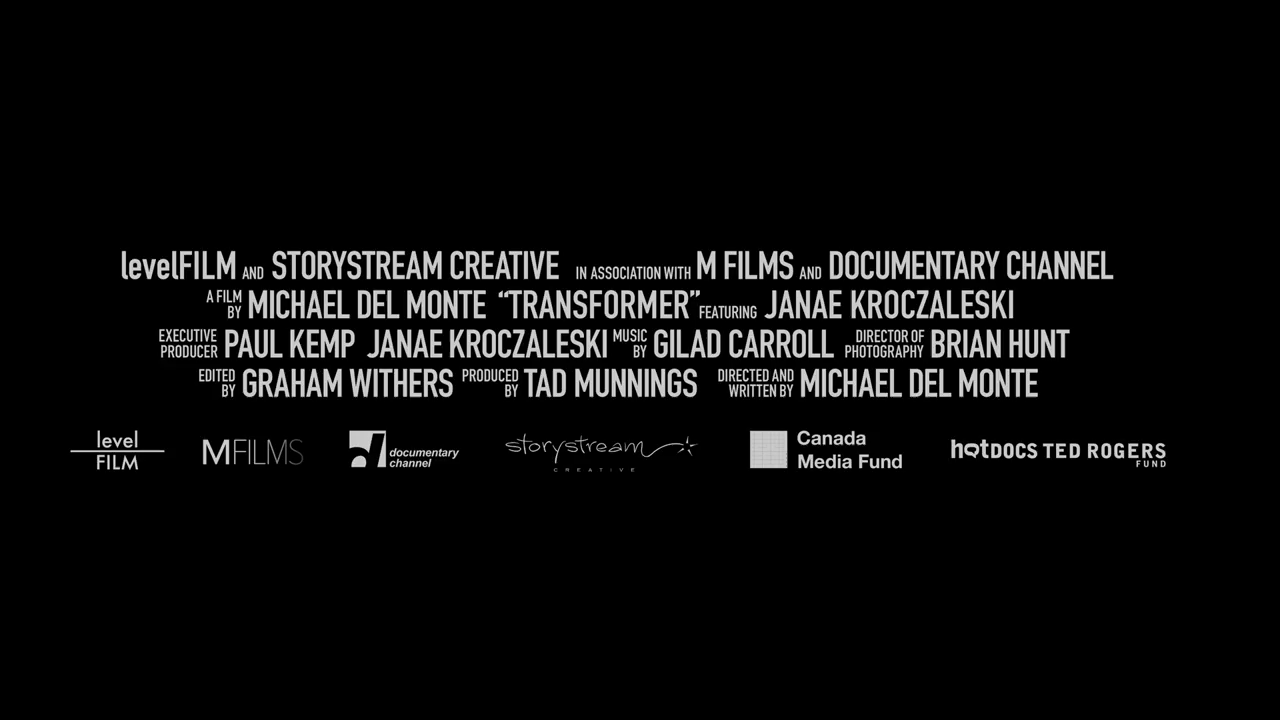 levelFILM AND STORYSTREAM CREATIVE IN ASSOCIATION WITH M FILMS AND DOCUMENTARY CHANNEL
A FILM BY MICHAEL DEL MONTE “TRANSFORMER” FEATURING JANAE KROCZALESKI
EXECUTIVE PRODUCER PAUL KEMP JANAE KROCZALESKI MUSIC BY GILAD CARROLL DIRECTOR OF PHOTOGRAPHY BRIAN HUNT
EDITED BY GRAHAM WITHERS PRODUCED BY TAD MUNNINGS DIRECTED AND WRITTEN BY MICHAEL DEL MONTE
level
FILM
MFILMS
documentary
channel
storystream
CREATIVE
Canada
Media Fund
hotDOCS TED ROGERS
FUND